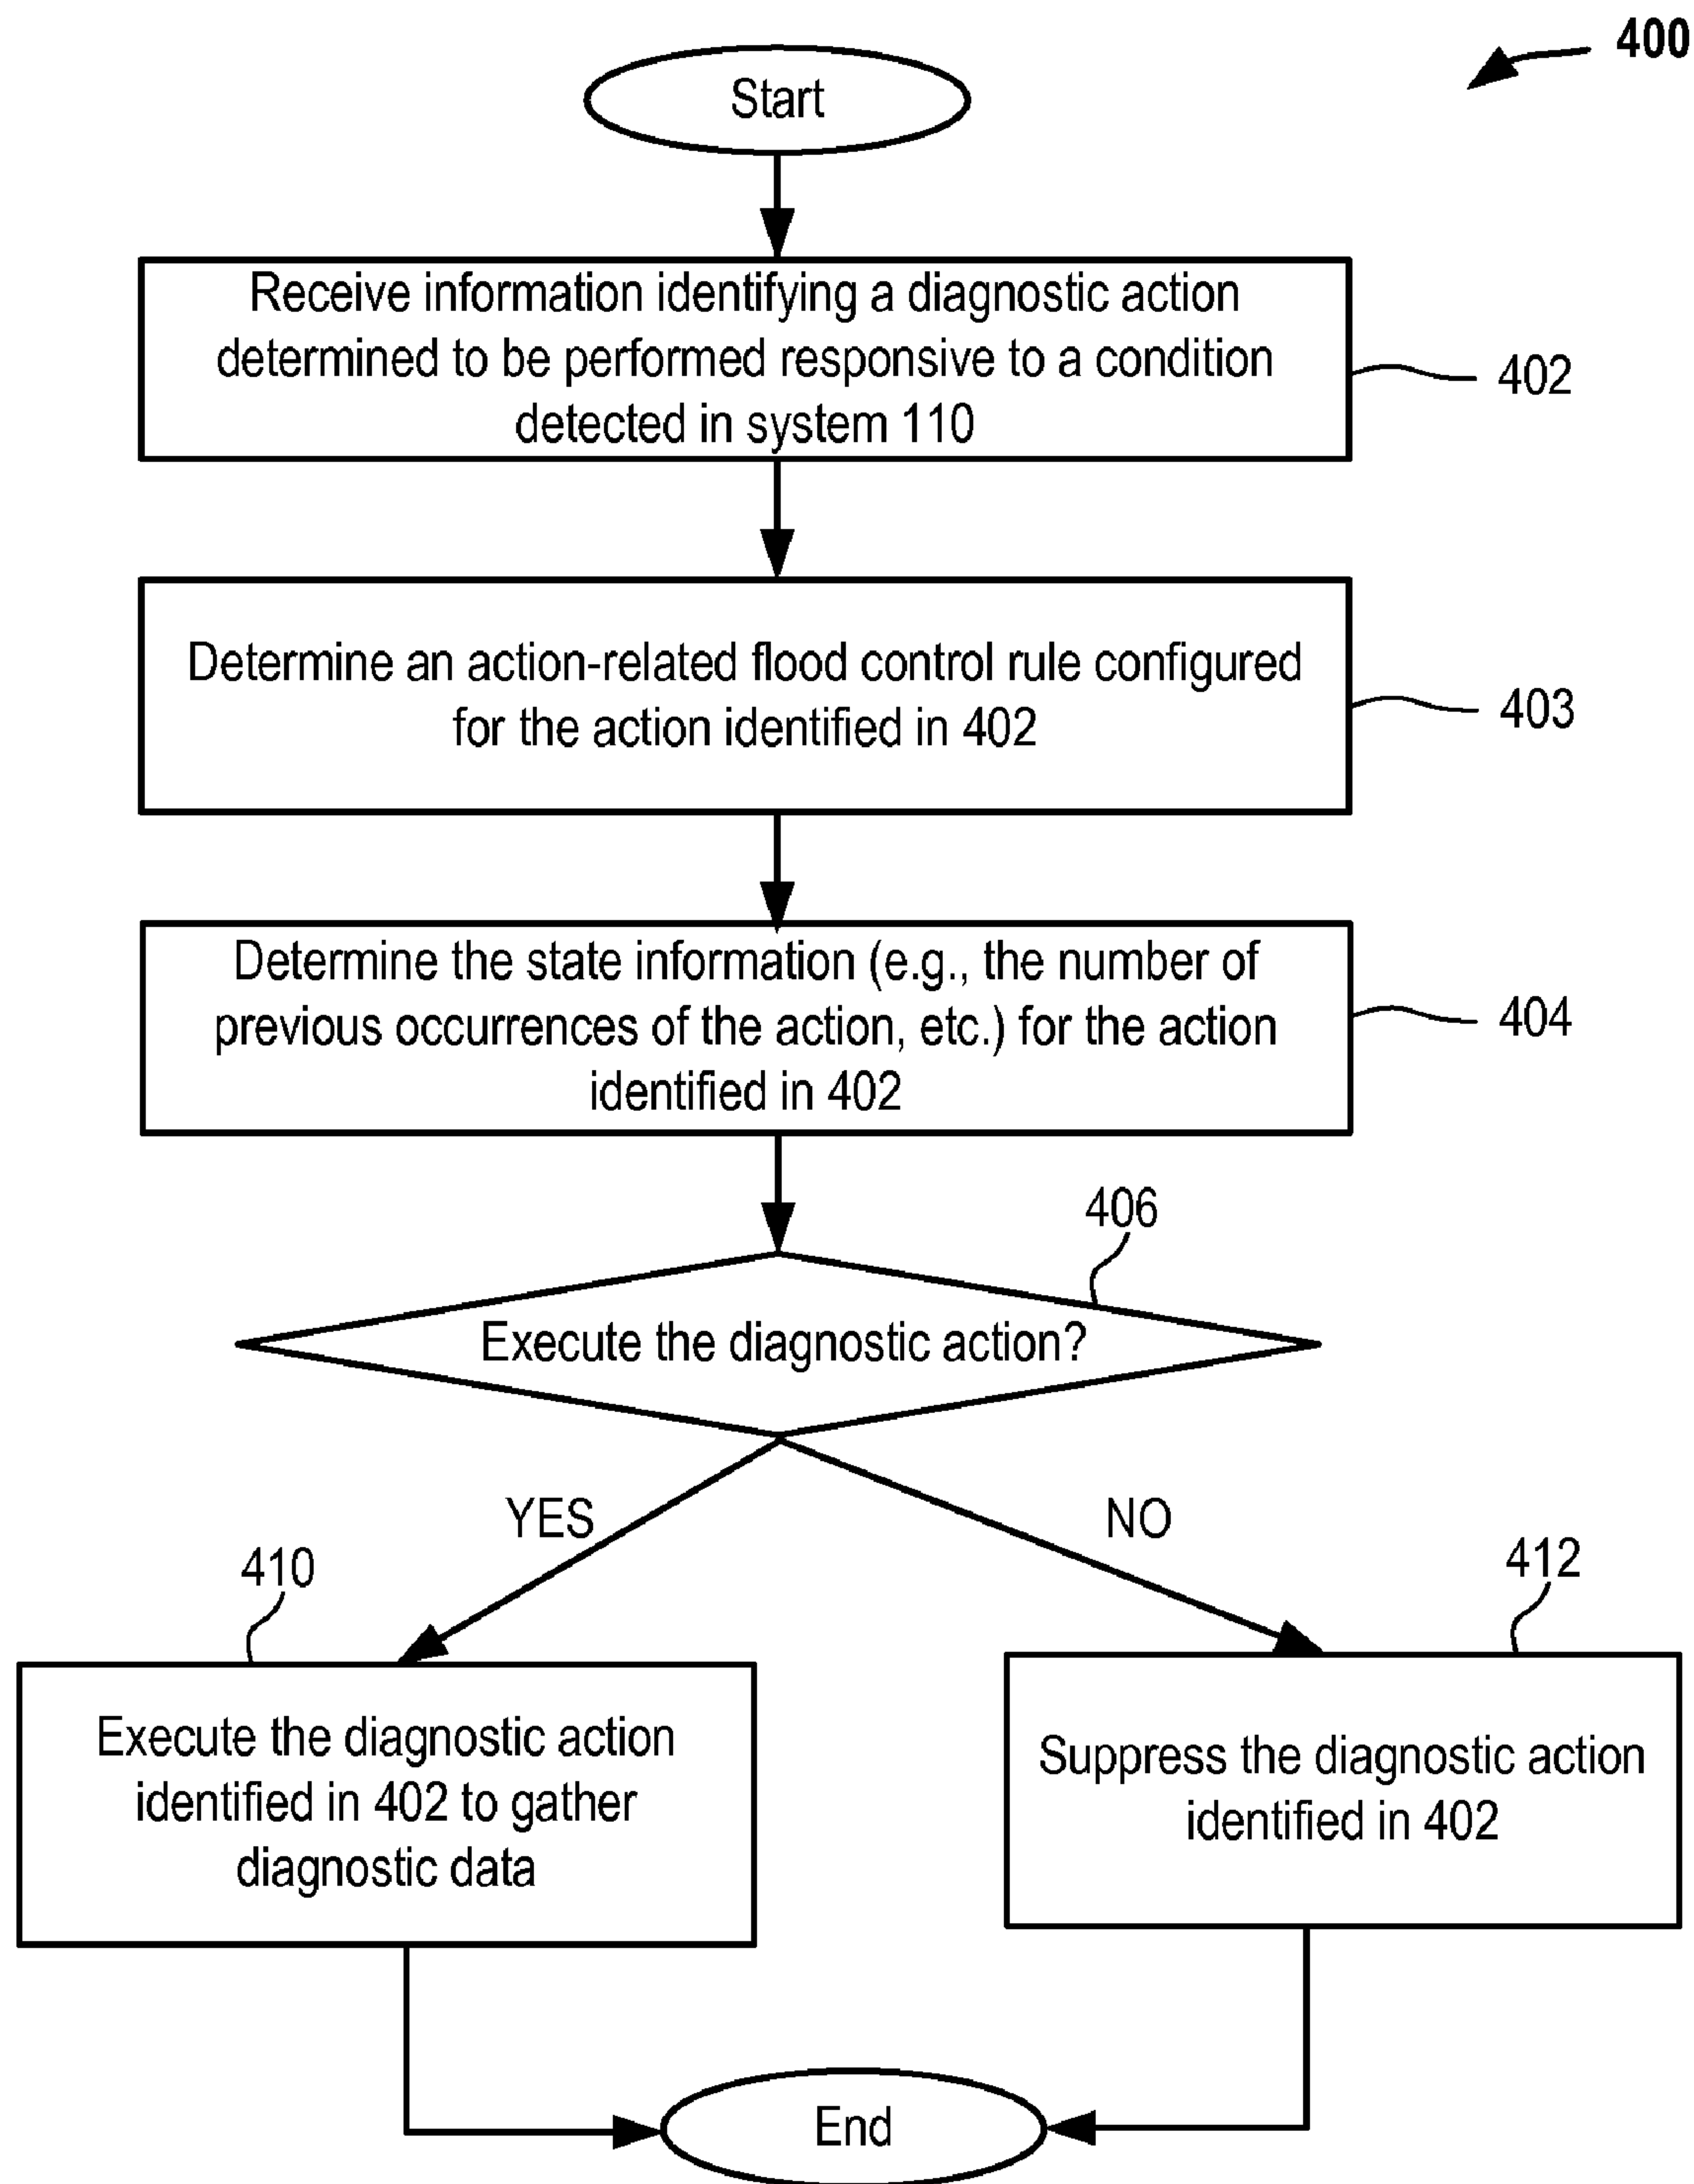 400
Start
Receive information identifying a diagnostic action
determined to be performed responsive to a condition
detected in system 110
402
Determine an action-related flood control rule configured
for the action identified in 402
403
Determine the state information (e.g., the number of
previous occurrences of the action, etc.) for the action
identified in 402
404
406
Execute the diagnostic action?
YES
NO
410
412
Execute the diagnostic action
identified in 402 to gather
diagnostic data
Suppress the diagnostic action
identified in 402
End